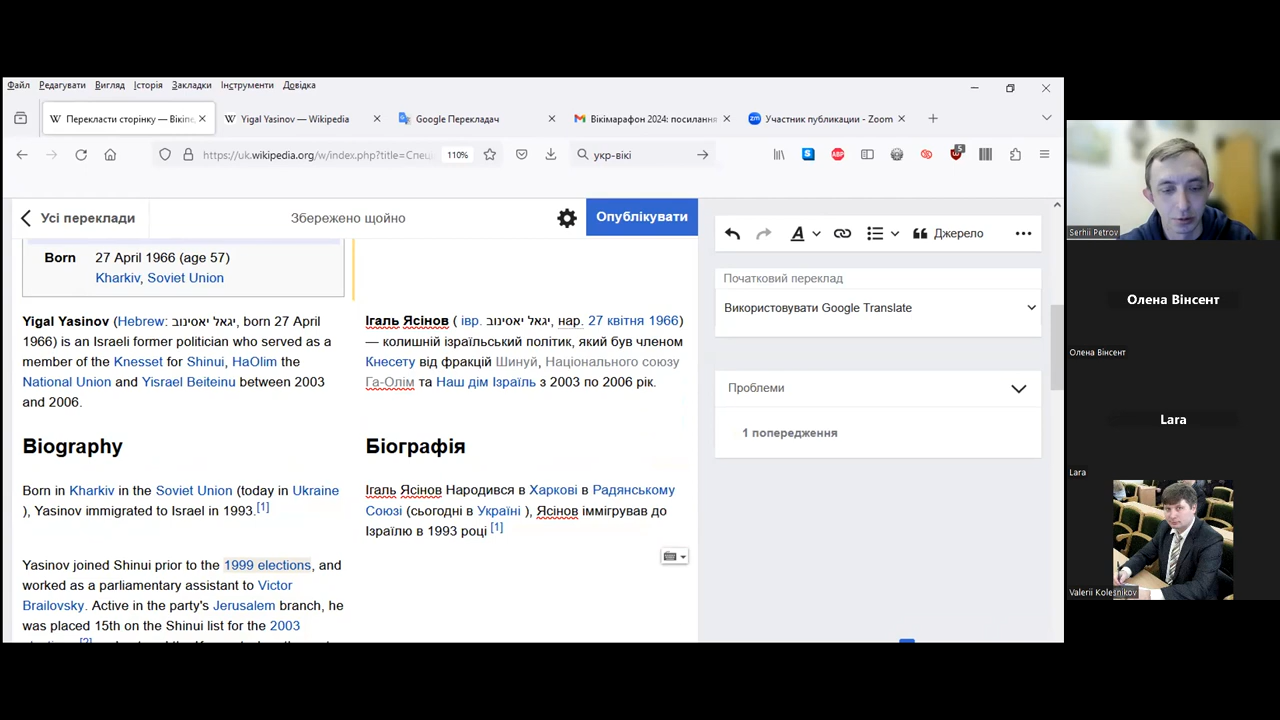 Файл Редагувати Вигляд Історія Закладки Інструменти Довідка
Перекласти сторінку — Вікіпе
Yigal Yasinov — Wikipedia
Google Перекладач
Вікімарафон 2024: посилання
Участник публикации - Zoom
https://uk.wikipedia.org/w/index.php?title=Спец
110%
укр-вікі
Усі переклади
Збережено щойно
Опублікувати
Born 27 April 1966 (age 57)
Kharkiv, Soviet Union
Yigal Yasinov (Hebrew: יגאל יאסינוב, born 27 April
1966) is an Israeli former politician who served as a
member of the Knesset for Shinui, HaOlim the
National Union and Yisrael Beiteinu between 2003
and 2006.
Biography
Born in Kharkiv in the Soviet Union (today in Ukraine
), Yasinov immigrated to Israel in 1993.[1]
Yasinov joined Shinui prior to the 1999 elections, and
worked as a parliamentary assistant to Victor
Brailovsky. Active in the party's Jerusalem branch, he
was placed 15th on the Shinui list for the 2003
Ігаль Ясінов ( івр. יגאל יאסינוב, нар. 27 квітня 1966)
— колишній ізраїльський політик, який був членом
Кнесету від фракцій Шинуй, Національного союзу
Га-Олім та Наш дім Ізраїль з 2003 по 2006 рік.
Біографія
Ігаль Ясінов Народився в Харкові в Радянському
Союзі (сьогодні в Україні ), Ясінов іммігрував до
Ізраїлю в 1993 році [1]
A
Джерело
Початковий переклад
Використовувати Google Translate
Проблеми
1 попередження
Serhii Petrov
Олена Вінсент
Олена Вінсент
Lara
Lara
Valerii Kolesnikov